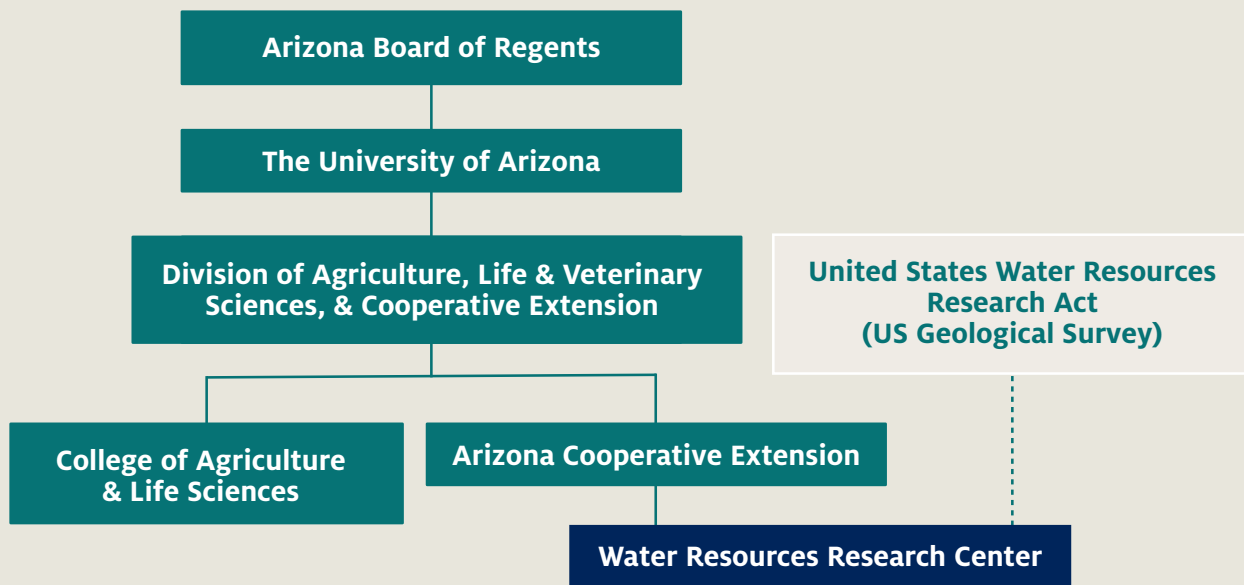 Arizona Board of Regents
The University of Arizona
Division of Agriculture, Life & Veterinary
Sciences, & Cooperative Extension
United States Water Resources
Research Act
(US Geological Survey)
College of Agriculture
& Life Sciences
Arizona Cooperative Extension
Water Resources Research Center